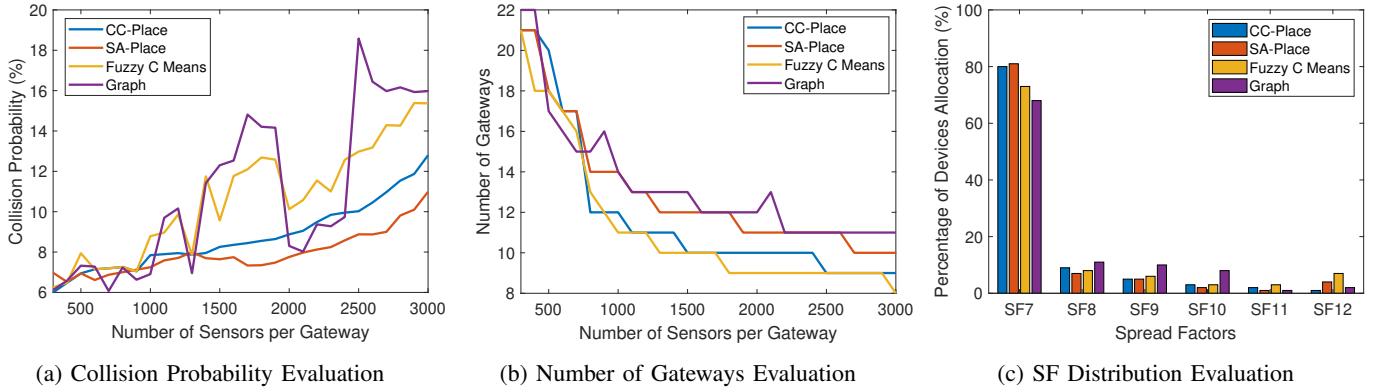 20
18
16
14
12
10
8
6
Collision Probability (%)
CC-Place
SA-Place
Fuzzy C Means
Graph
500 1000 1500 2000 2500 3000
Number of Sensors per Gateway
(a) Collision Probability Evaluation
22
20
18
16
14
12
10
8
Number of Gateways
CC-Place
SA-Place
Fuzzy C Means
Graph
500 1000 1500 2000 2500 3000
Number of Sensors per Gateway
(b) Number of Gateways Evaluation
100
80
60
40
20
0
Percentage of Devices Allocation (%)
CC-Place
SA-Place
Fuzzy C Means
Graph
SF7 SF8 SF9 SF10 SF11 SF12
Spread Factors
(c) SF Distribution Evaluation